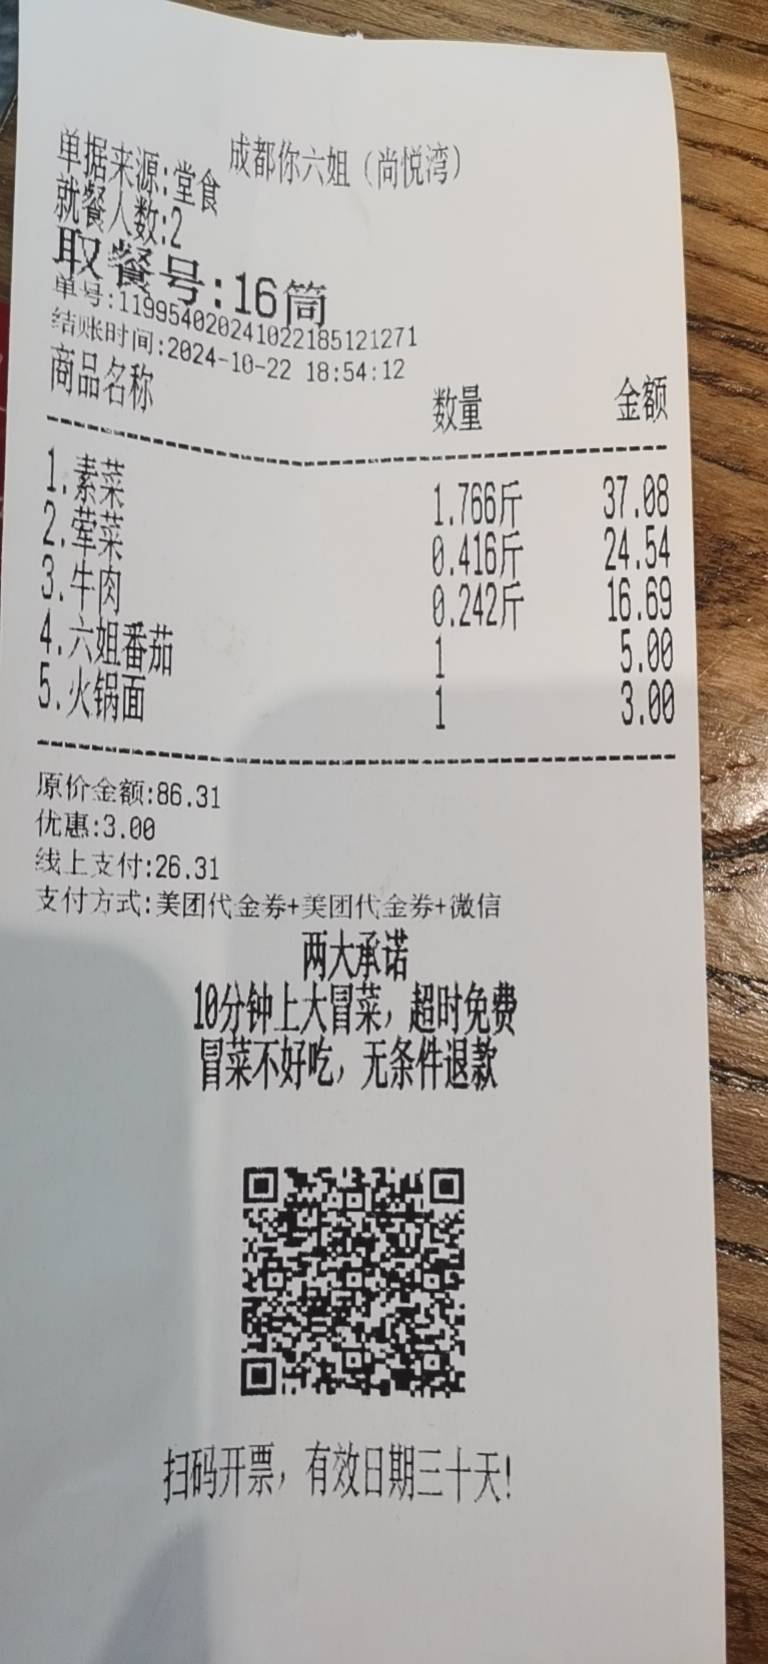 成都你六姐（尚悦湾）
单据来源:堂食
就餐人数:2
取餐号:16筒
单号:119954020241022185121271
结账时间:2024-10-22 18:54:12
商品名称 数量 金额
1.素菜 1.766斤 37.08
2.荤菜 0.416斤 24.54
3.牛肉 0.242斤 16.69
4.六姐番茄 1 5.00
5.火锅面 1 3.00
原价金额:86.31
优惠:3.00
线上支付:26.31
支付方式:美团代金券+美团代金券+微信
两大承诺
10分钟上大冒菜，超时免费
冒菜不好吃，无条件退款
扫码开票，有效日期三十天!